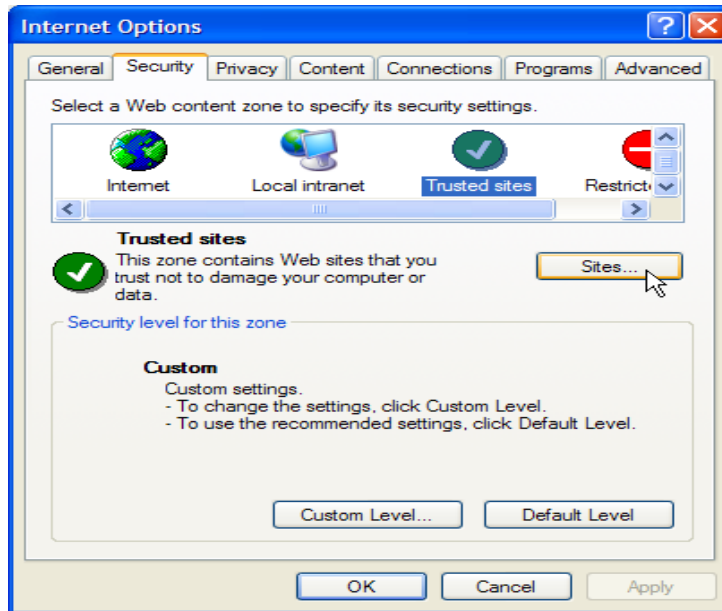 Internet Options
General Security Privacy Content Connections Programs Advanced
Select a Web content zone to specify its security settings.
Internet Local intranet Trusted sites Restricte
Trusted sites
This zone contains Web sites that you
trust not to damage your computer or
data.
Sites...
Security level for this zone
Custom
Custom settings.
- To change the settings, click Custom Level.
- To use the recommended settings, click Default Level.
Custom Level... Default Level
OK Cancel Apply